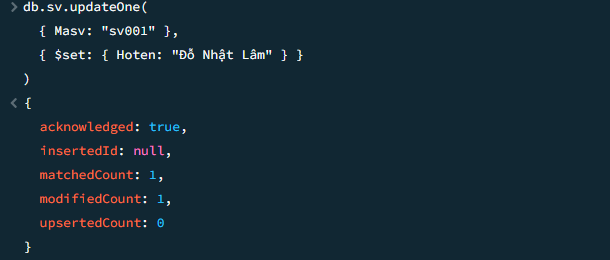 > db.sv.updateOne(
{ Masv: "sv001" },
{ $set: { Hoten: "Đỗ Nhật Lâm" } }
)
< {
acknowledged: true,
insertedId: null,
matchedCount: 1,
modifiedCount: 1,
upsertedCount: 0
}